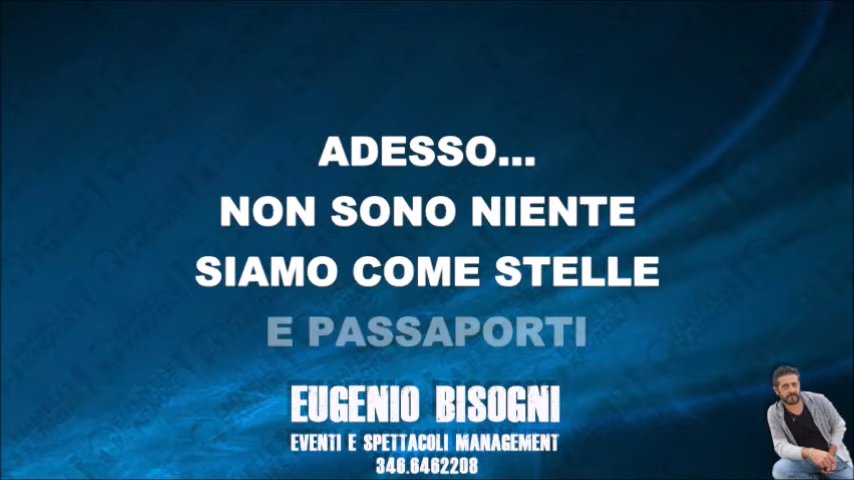 ADESSO...
NON SONO NIENTE
SIAMO COME STELLE
E PASSAPORTI
EUGENIO BISOGNI
EVENTI E SPETTACOLI MANAGEMENT
346.6462208